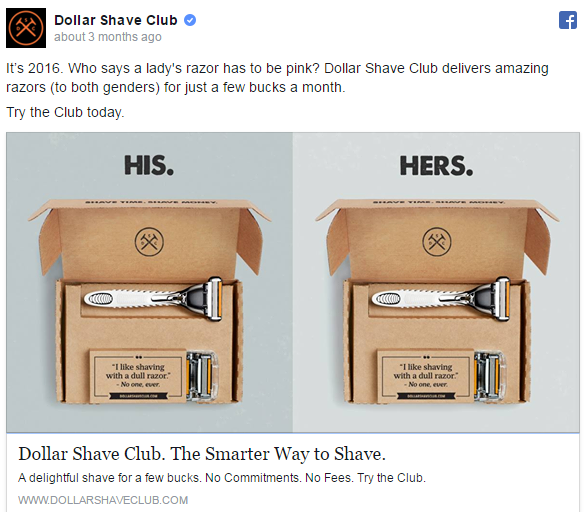 Dollar Shave Club
about 3 months ago
It's 2016. Who says a lady's razor has to be pink? Dollar Shave Club delivers amazing
razors (to both genders) for just a few bucks a month.
Try the Club today.
HIS.
HERS.
SHAVE TIME. SHAVE MONEY.
SHAVE TIME. SHAVE MONEY.
"I like shaving
with a dull razor."
- No one, ever.
DOLLARSHAVECLUB.COM
"I like shaving
with a dull razor."
- No one, ever.
DOLLARSHAVECLUB.COM
Dollar Shave Club. The Smarter Way to Shave.
A delightful shave for a few bucks. No Commitments. No Fees. Try the Club.
WWW.DOLLARSHAVECLUB.COM